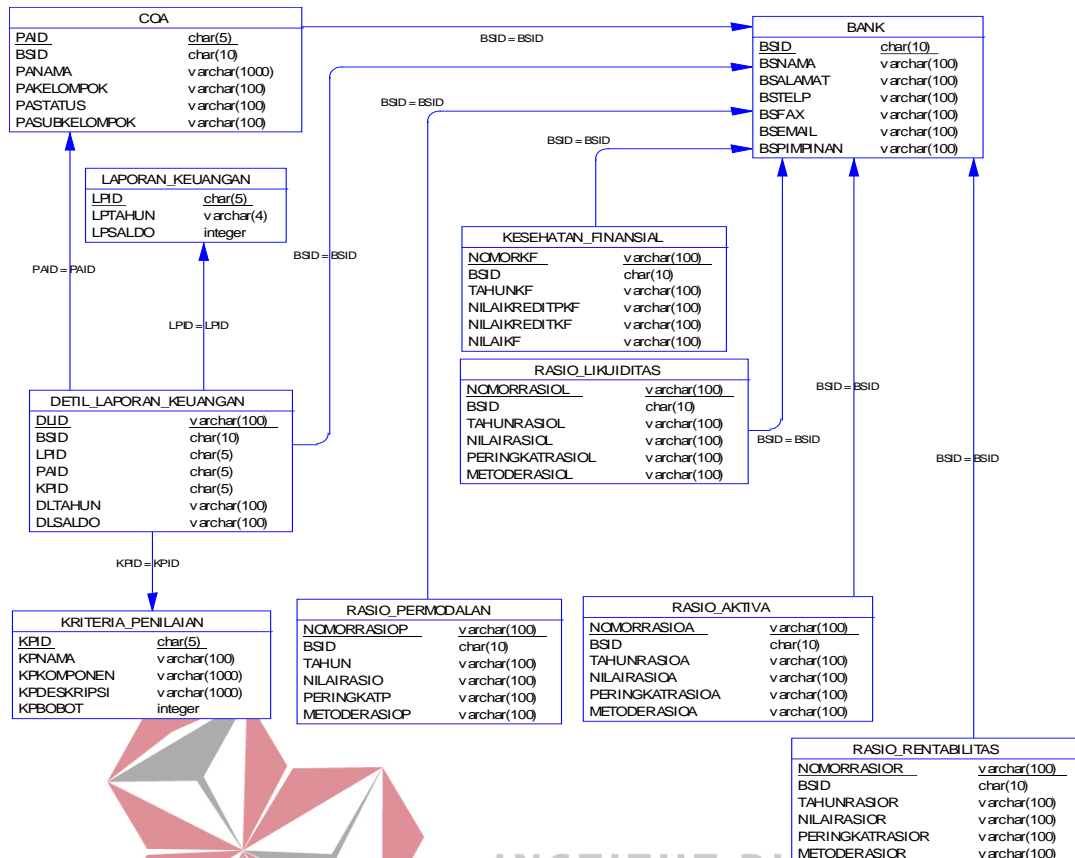 COA
PAID char(5)
BSID char(10)
PANAMA varchar(1000)
PAKELOMPOK varchar(100)
PASTATUS varchar(100)
PASUBKELOMPOK varchar(100)
BSID = BSID
BANK
BSID char(10)
BSNAMA varchar(100)
BSALAMAT varchar(100)
BSTELP varchar(100)
BSFAX varchar(100)
BSEMAIL varchar(100)
BSPIMPINAN varchar(100)
BSID = BSID
BSID = BSID
LAPORAN_KEUANGAN
LPID char(5)
LPTAHUN varchar(4)
LPSALDO integer
BSID = BSID
PAID = PAID
LPID = LPID
KESEHATAN_FINANSIAL
NOMORKF varchar(100)
BSID char(10)
TAHUNKF varchar(100)
NILAIKREDITPKF varchar(100)
NILAIKREDITKF varchar(100)
NILAIKF varchar(100)
RASIO_LIKUIDITAS
NOMORRASIOL varchar(100)
BSID char(10)
TAHUNRASIOL varchar(100)
NILAIRASIOL varchar(100)
PERINGKATRASIOL varchar(100)
METODERASIOL varchar(100)
BSID = BSID
BSID = BSID
BSID = BSID
DETIL_LAPORAN_KEUANGAN
DLID varchar(100)
BSID char(10)
LPID char(5)
PAID char(5)
KPID char(5)
DLTAHUN varchar(100)
DLSALDO varchar(100)
KPID = KPID
KRITERIA_PENILAIAN
KPID char(5)
KPNAMA varchar(100)
KPKOMPONEN varchar(1000)
KPDESKRIPSI varchar(1000)
KPBOBOT integer
RASIO_PERMODALAN
NOMORRASIOP varchar(100)
BSID char(10)
TAHUN varchar(100)
NILAIRASIO varchar(100)
PERINGKATP varchar(100)
METODERASIOP varchar(100)
RASIO_AKTIVA
NOMORRASIOA varchar(100)
BSID char(10)
TAHUNRASIOA varchar(100)
NILAIRASIOA varchar(100)
PERINGKATRASIOA varchar(100)
METODERASIOA varchar(100)
RASIO_RENTABILITAS
NOMORRASIOR varchar(100)
BSID char(10)
TAHUNRASIOR varchar(100)
NILAIRASIOR varchar(100)
PERINGKATRASIOR varchar(100)
METODERASIOR varchar(100)
INSTITUT